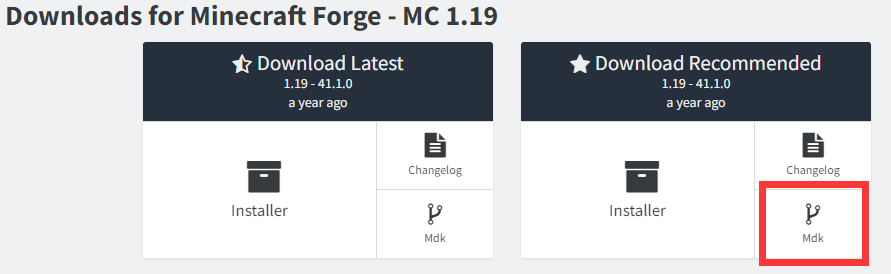 Downloads for Minecraft Forge - MC 1.19
Download Latest
1.19 - 41.1.0
a year ago
Installer
Changelog
Mdk
Download Recommended
1.19 - 41.1.0
a year ago
Installer
Changelog
Mdk